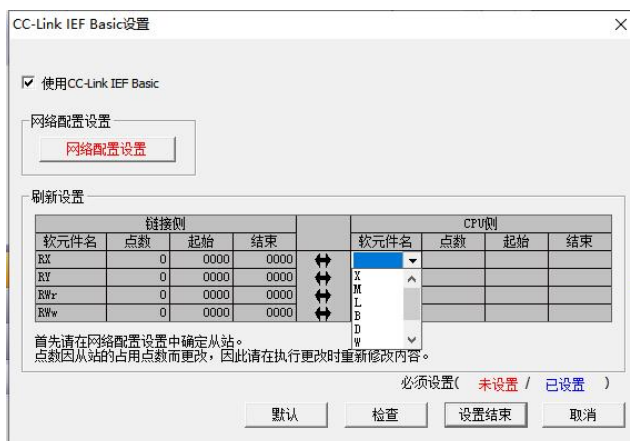 CC-Link IEF Basic设置
使用CC-Link IEF Basic
网络配置设置
网络配置设置
刷新设置
链接侧 CPU侧
软元件名 点数 起始 结束 软元件名 点数 起始 结束
RX 0 0000 0000
RY 0 0000 0000
RWr 0 0000 0000
RWw 0 0000 0000
X
M
L
B
D
W
首先请在网络配置设置中确定从站。
点数因从站的占用点数而更改，因此请在执行更改时重新修改内容。
必须设置( 未设置 / 已设置 )
默认 检查 设置结束 取消